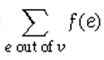 ∑ f(e)
e out of v